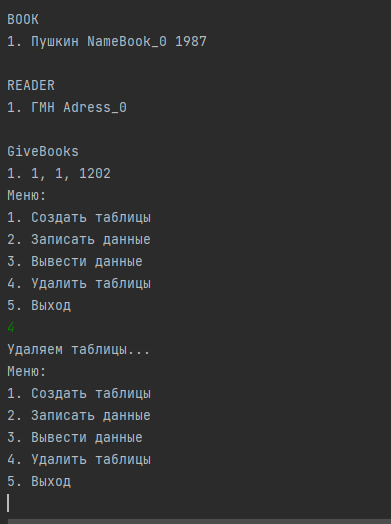 BOOK
1. Пушкин NameBook_0 1987
READER
1. ГМН Adress_0
GiveBooks
1. 1, 1, 1202
Меню:
1. Создать таблицы
2. Записать данные
3. Вывести данные
4. Удалить таблицы
5. Выход
4
Удаляем таблицы...
Меню:
1. Создать таблицы
2. Записать данные
3. Вывести данные
4. Удалить таблицы
5. Выход